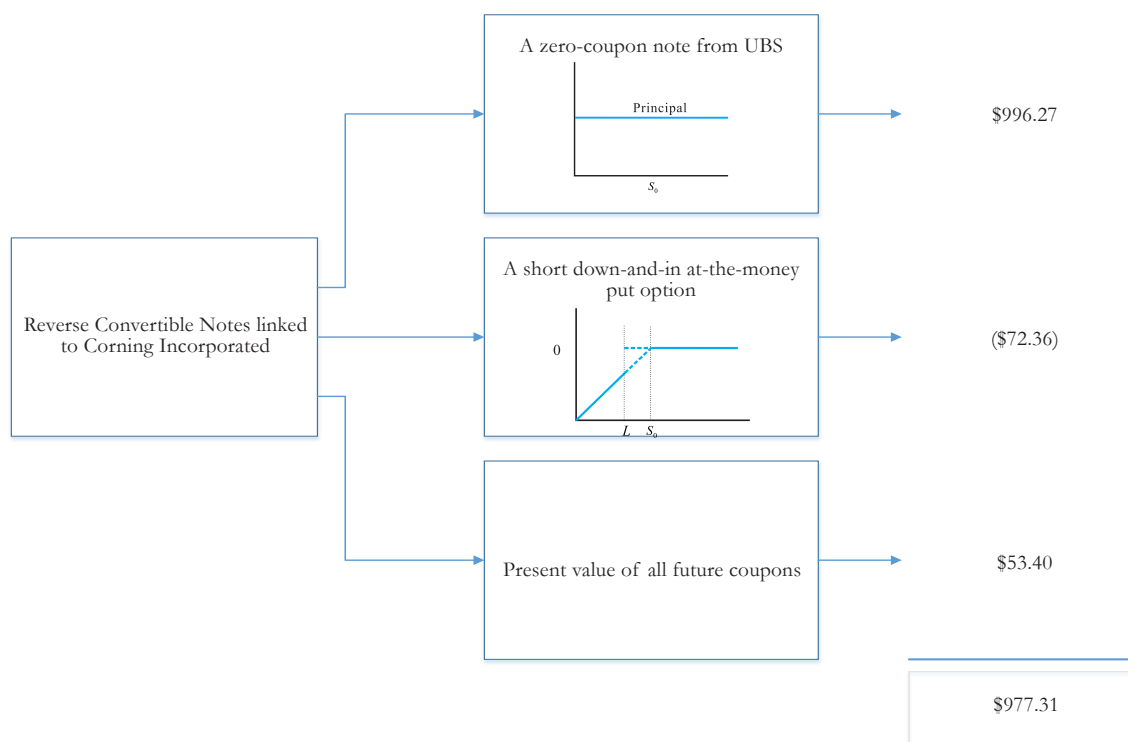 A zero-coupon note from UBS
Principal
S₀
$996.27
Reverse Convertible Notes linked
to Corning Incorporated
A short down-and-in at-the-money
put option
0
L S₀
($72.36)
Present value of all future coupons
$53.40
$977.31